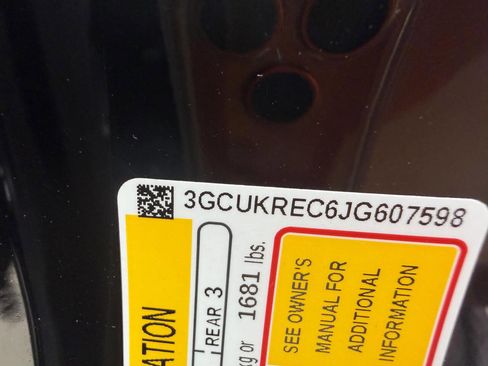 3GCUKREC6JG607598
ATION
REAR 3
kg or 1681 lbs.
SEE OWNER'S
MANUAL FOR
ADDITIONAL
INFORMATION